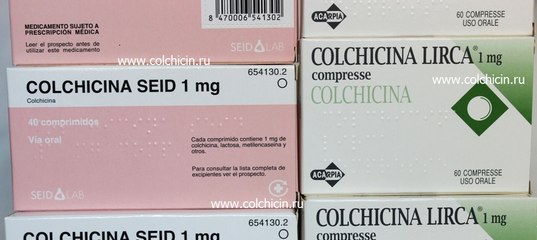 MEDICAMENTO SUJETO A
PRESCRIPCIÓN MÉDICA
Leer el prospecto antes de
utilizar este medicamento
8 470006 541302
SEID LAB
www.colchicin.ru
654130.2
COLCHICINA SEID 1 mg
Colchicina
40 comprimidos
Vía oral
Cada comprimido contiene 1 mg de
colchicina, lactosa, metilencaseína y
otros.
Para consultar la lista completa de
excipientes ver el prospecto.
SEID LAB
www.colchicin.ru
654130.2
COLCHICINA SEID 1 mg
ACARPIA
60 COMPRESSE
USO ORALE
COLCHICINA LIRCA® 1 mg
www.colchicin.ru
compresse
COLCHICINA
ACARPIA
60 COMPRESSE
USO ORALE
www.colchicin.ru
COLCHICINA LIRCA® 1 mg
compresse